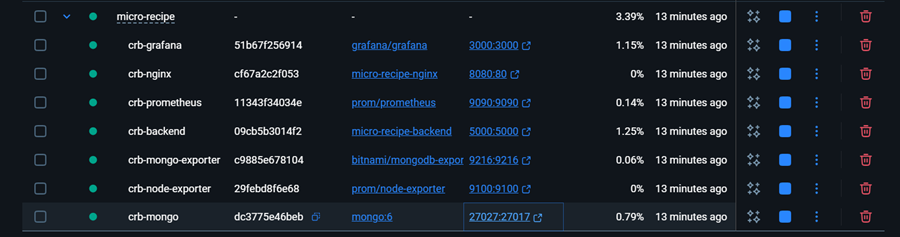 micro-recipe - - - 3.39% 13 minutes ago
crb-grafana 51b67f256914 grafana/grafana 3000:3000 1.15% 13 minutes ago
crb-nginx cf67a2c2f053 micro-recipe-nginx 8080:80 0% 13 minutes ago
crb-prometheus 11343f34034e prom/prometheus 9090:9090 0.14% 13 minutes ago
crb-backend 09cb5b3014f2 micro-recipe-backend 5000:5000 1.25% 13 minutes ago
crb-mongo-exporter c9885e678104 bitnami/mongodb-expor 9216:9216 0.06% 13 minutes ago
crb-node-exporter 29febd8f6e68 prom/node-exporter 9100:9100 0% 13 minutes ago
crb-mongo dc3775e46beb mongo:6 27027:27017 0.79% 13 minutes ago